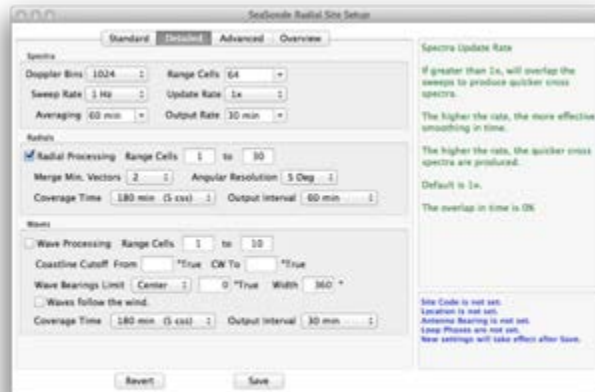 SeaSonde Radial Site Setup
Standard Detailed Advanced Overview
Spectra
Doppler Bins 1024 Range Cells 64
Sweep Rate 1 Hz Update Rate 1x
Averaging 60 min Output Rate 30 min
Radials
Radial Processing Range Cells 1 to 30
Merge Min. Vectors 2 Angular Resolution 5 Deg
Coverage Time 180 min (5 css) Output Interval 60 min
Waves
Wave Processing Range Cells 1 to 10
Coastline Cutoff From °True CW To °True
Wave Bearings Limit Center 0 °True Width 360 °
Waves follow the wind.
Coverage Time 180 min (5 css) Output Interval 30 min
Revert Save
Spectra Update Rate
If greater than 1x, will overlap the
sweeps to produce quicker cross
spectra.
The higher the rate, the more effective
smoothing in time.
The higher the rate, the quicker cross
spectra are produced.
Default is 1x.
The overlap in time is 0%
Site Code is not set.
Location is not set.
Antenna Bearing is not set.
Loop Phases are not set.
New settings will take effect after Save.